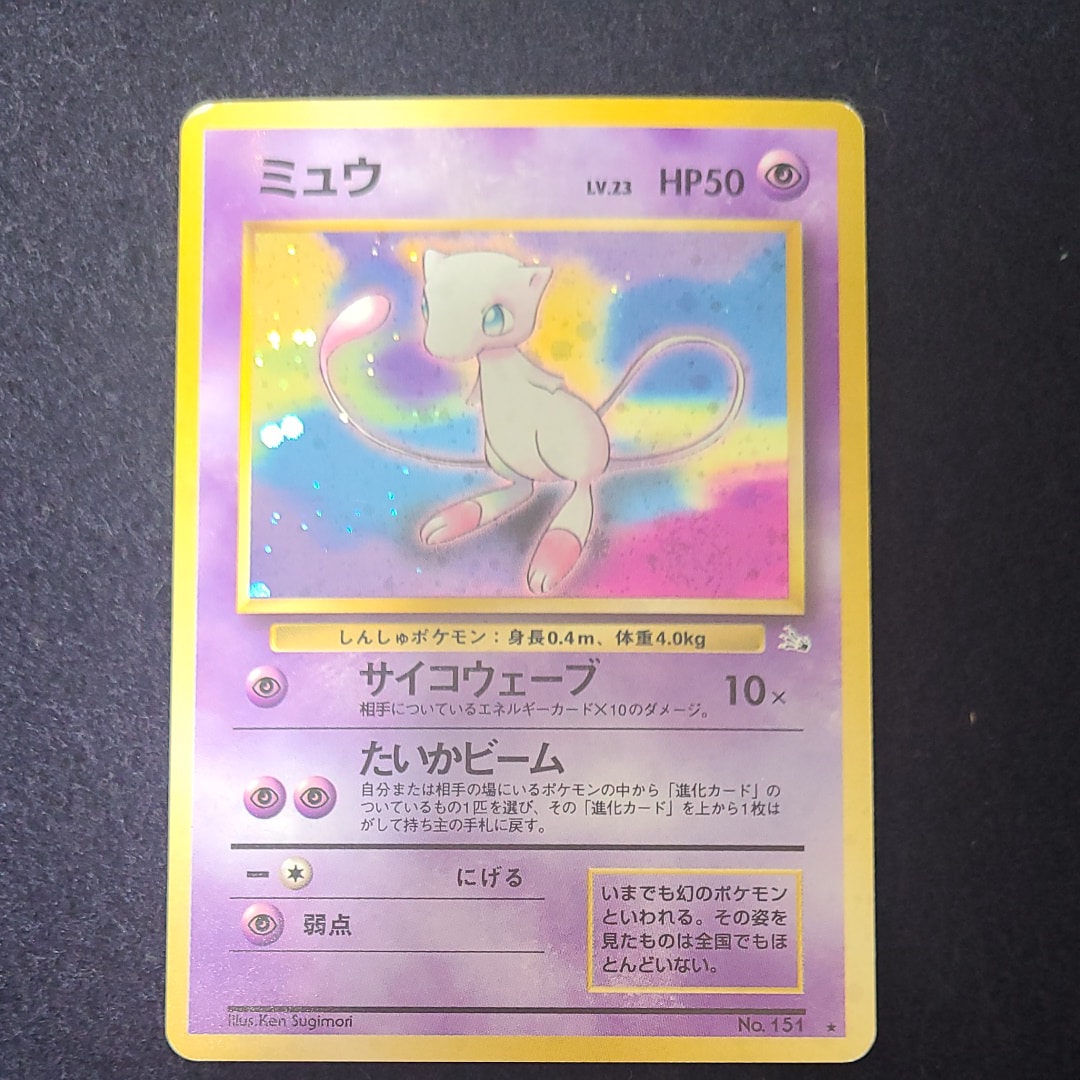 ミュウ LV.23 HP50
しんしゅポケモン：身長0.4m、体重4.0kg
サイコウェーブ 10×
相手についているエネルギーカード×10のダメージ。
たいかビーム
自分または相手の場にいるポケモンの中から「進化カード」の
ついているもの1匹を選び、その「進化カード」を上から1枚は
がして持ち主の手札に戻す。
にげる
弱点
いまでも幻のポケモン
といわれる。その姿を
見たものは全国でもほ
とんどいない。
Illus.Ken Sugimori
No. 151 ★